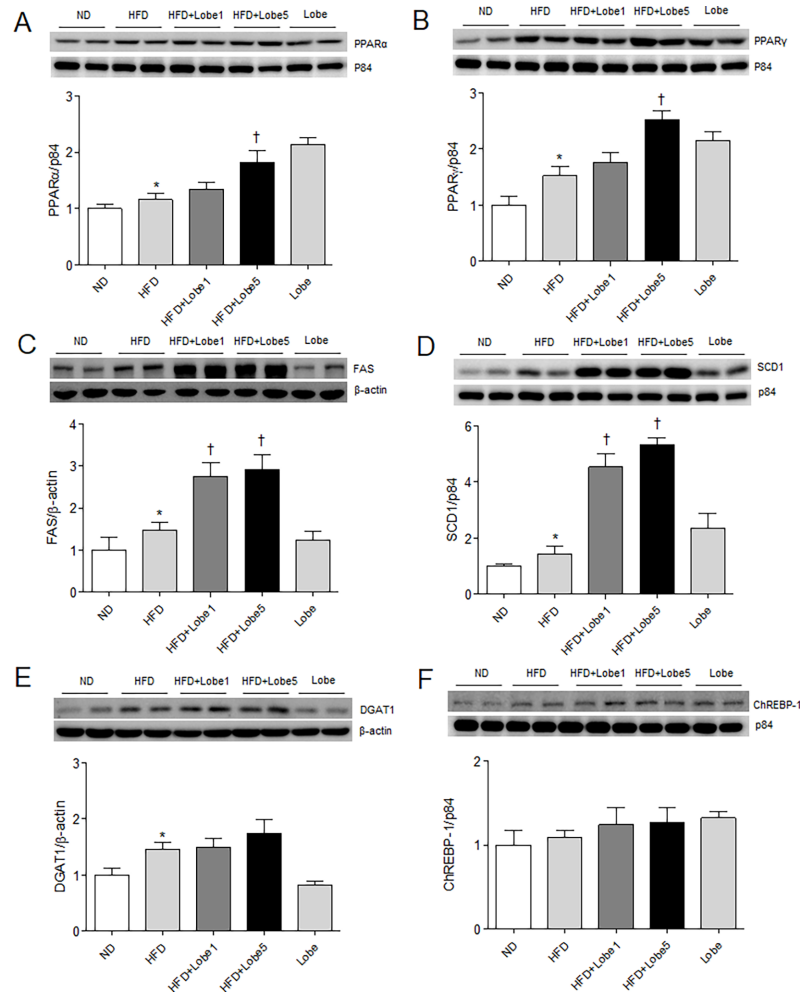 A
ND HFD HFD+Lobe1 HFD+Lobe5 Lobe
PPARα
P84
PPARα/p84
3
2
1
0
*
†
ND HFD HFD+Lobe1 HFD+Lobe5 Lobe
B
ND HFD HFD+Lobe1 HFD+Lobe5 Lobe
PPARγ
P84
PPARγ/p84
3
2
1
0
*
†
ND HFD HFD+Lobe1 HFD+Lobe5 Lobe
C
ND HFD HFD+Lobe1 HFD+Lobe5 Lobe
FAS
β-actin
FAS/β-actin
4
3
2
1
0
*
†
†
ND HFD HFD+Lobe1 HFD+Lobe5 Lobe
D
ND HFD HFD+Lobe1 HFD+Lobe5 Lobe
SCD1
p84
SCD1/p84
6
4
2
0
*
†
†
ND HFD HFD+Lobe1 HFD+Lobe5 Lobe
E
ND HFD HFD+Lobe1 HFD+Lobe5 Lobe
DGAT1
β-actin
DGAT1/β-actin
3
2
1
0
*
ND HFD HFD+Lobe1 HFD+Lobe5 Lobe
F
ND HFD HFD+Lobe1 HFD+Lobe5 Lobe
ChREBP-1
p84
ChREBP-1/p84
2
1
0
ND HFD HFD+Lobe1 HFD+Lobe5 Lobe